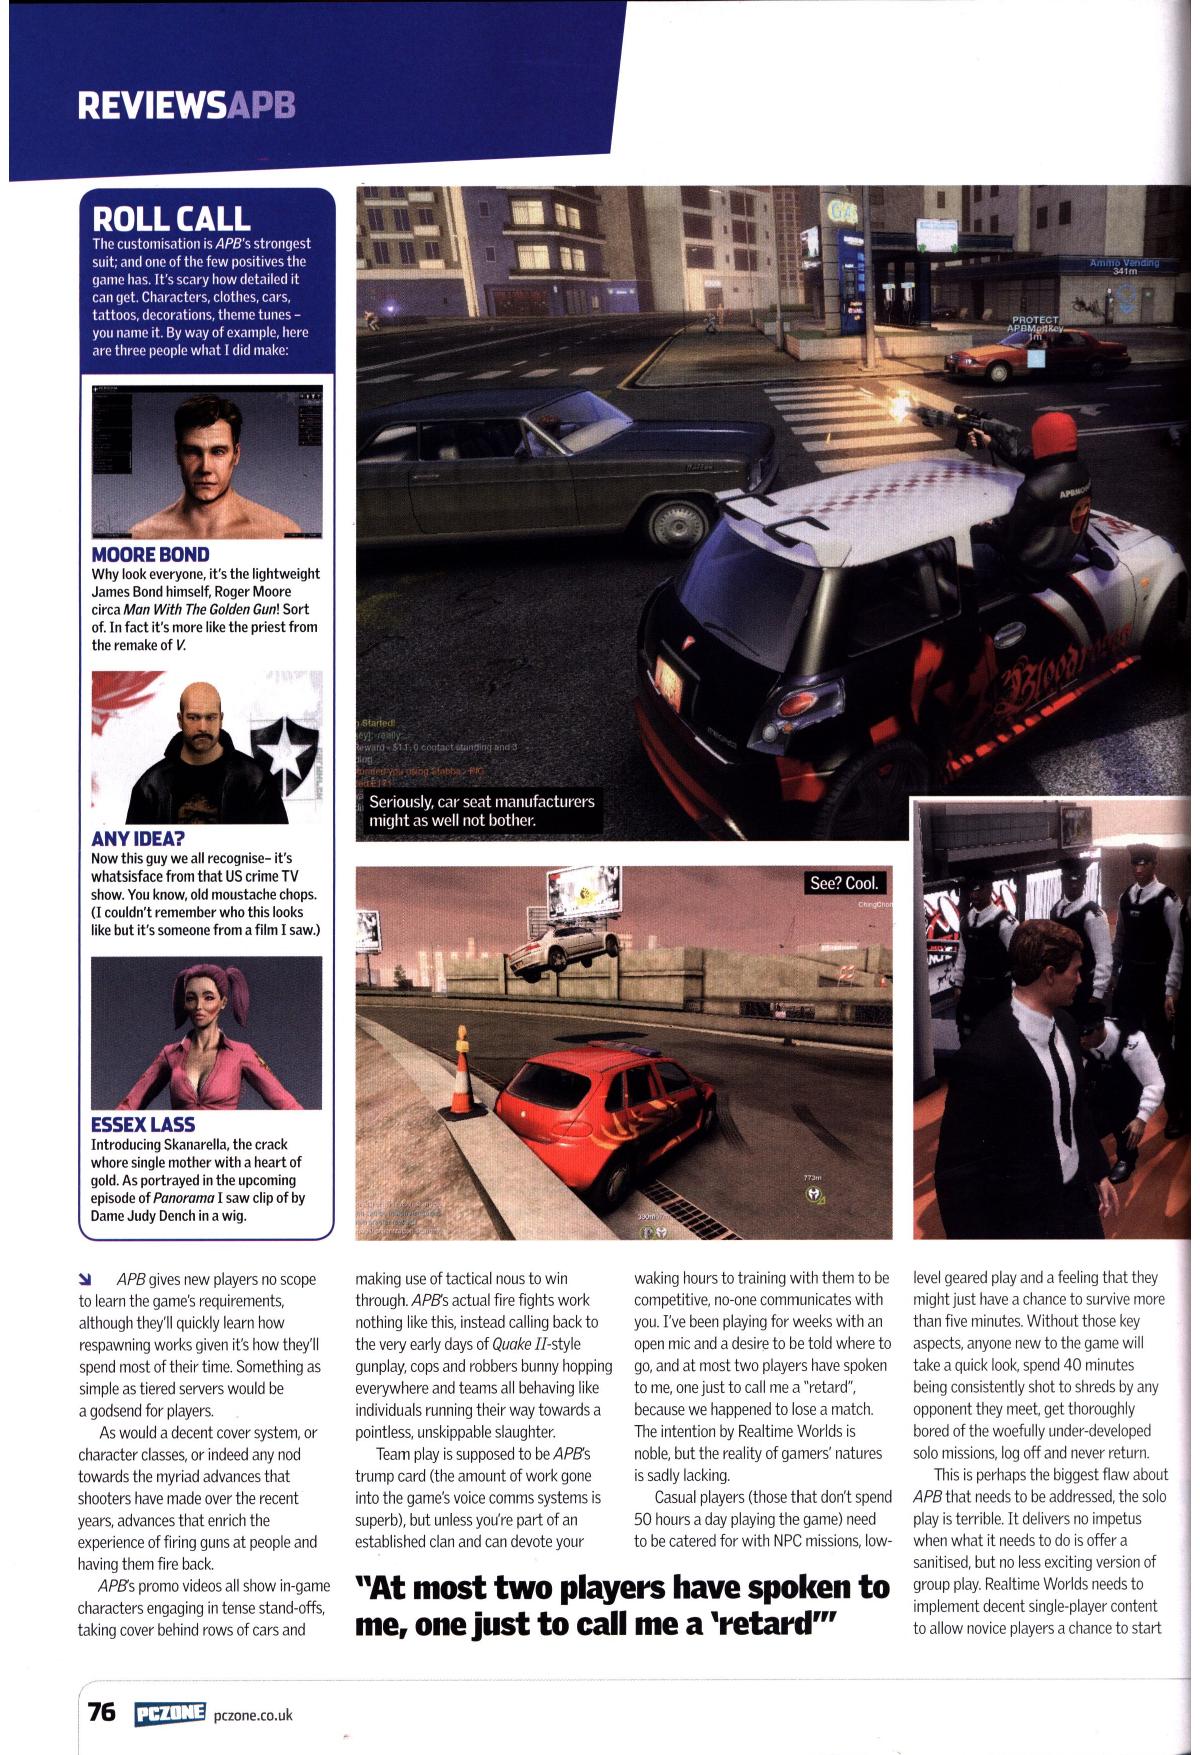 REVIEWSAPB
ROLL CALL
The customisation is APB's strongest
suit; and one of the few positives the
game has. It's scary how detailed it
can get. Characters, clothes, cars,
tattoos, decorations, theme tunes –
you name it. By way of example, here
are three people what I did make:
MOORE BOND
Why look everyone, it's the lightweight
James Bond himself, Roger Moore
circa Man With The Golden Gun! Sort
of. In fact it's more like the priest from
the remake of V.
ANY IDEA?
Now this guy we all recognise– it's
whatsisface from that US crime TV
show. You know, old moustache chops.
(I couldn't remember who this looks
like but it's someone from a film I saw.)
ESSEX LASS
Introducing Skanarella, the crack
whore single mother with a heart of
gold. As portrayed in the upcoming
episode of Panorama I saw clip of by
Dame Judy Dench in a wig.
GAS
Ammo Vending
341m
PROTECT
APBMonkey
1m
Bloodroses
Started!
Seriously, car seat manufacturers
might as well not bother.
See? Cool.
773m
APB gives new players no scope
to learn the game's requirements,
although they'll quickly learn how
respawning works given it's how they'll
spend most of their time. Something as
simple as tiered servers would be
a godsend for players.
As would a decent cover system, or
character classes, or indeed any nod
towards the myriad advances that
shooters have made over the recent
years, advances that enrich the
experience of firing guns at people and
having them fire back.
APB's promo videos all show in-game
characters engaging in tense stand-offs,
taking cover behind rows of cars and
making use of tactical nous to win
through. APB's actual fire fights work
nothing like this, instead calling back to
the very early days of Quake II-style
gunplay, cops and robbers bunny hopping
everywhere and teams all behaving like
individuals running their way towards a
pointless, unskippable slaughter.
Team play is supposed to be APB's
trump card (the amount of work gone
into the game's voice comms systems is
superb), but unless you're part of an
established clan and can devote your
waking hours to training with them to be
competitive, no-one communicates with
you. I've been playing for weeks with an
open mic and a desire to be told where to
go, and at most two players have spoken
to me, one just to call me a "retard",
because we happened to lose a match.
The intention by Realtime Worlds is
noble, but the reality of gamers' natures
is sadly lacking.
Casual players (those that don't spend
50 hours a day playing the game) need
to be catered for with NPC missions, low-
level geared play and a feeling that they
might just have a chance to survive more
than five minutes. Without those key
aspects, anyone new to the game will
take a quick look, spend 40 minutes
being consistently shot to shreds by any
opponent they meet, get thoroughly
bored of the woefully under-developed
solo missions, log off and never return.
This is perhaps the biggest flaw about
APB that needs to be addressed, the solo
play is terrible. It delivers no impetus
when what it needs to do is offer a
sanitised, but no less exciting version of
group play. Realtime Worlds needs to
implement decent single-player content
to allow novice players a chance to start
"At most two players have spoken to
me, one just to call me a 'retard'"
76 PCZONE pczone.co.uk